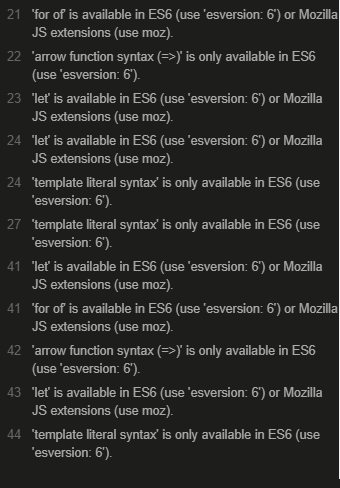 21 'for of' is available in ES6 (use 'esversion: 6') or Mozilla
JS extensions (use moz).
22 'arrow function syntax (=>)' is only available in ES6
(use 'esversion: 6').
23 'let' is available in ES6 (use 'esversion: 6') or Mozilla
JS extensions (use moz).
24 'let' is available in ES6 (use 'esversion: 6') or Mozilla
JS extensions (use moz).
24 'template literal syntax' is only available in ES6 (use
'esversion: 6').
27 'template literal syntax' is only available in ES6 (use
'esversion: 6').
41 'let' is available in ES6 (use 'esversion: 6') or Mozilla
JS extensions (use moz).
41 'for of' is available in ES6 (use 'esversion: 6') or Mozilla
JS extensions (use moz).
42 'arrow function syntax (=>)' is only available in ES6
(use 'esversion: 6').
43 'let' is available in ES6 (use 'esversion: 6') or Mozilla
JS extensions (use moz).
44 'template literal syntax' is only available in ES6 (use
'esversion: 6').